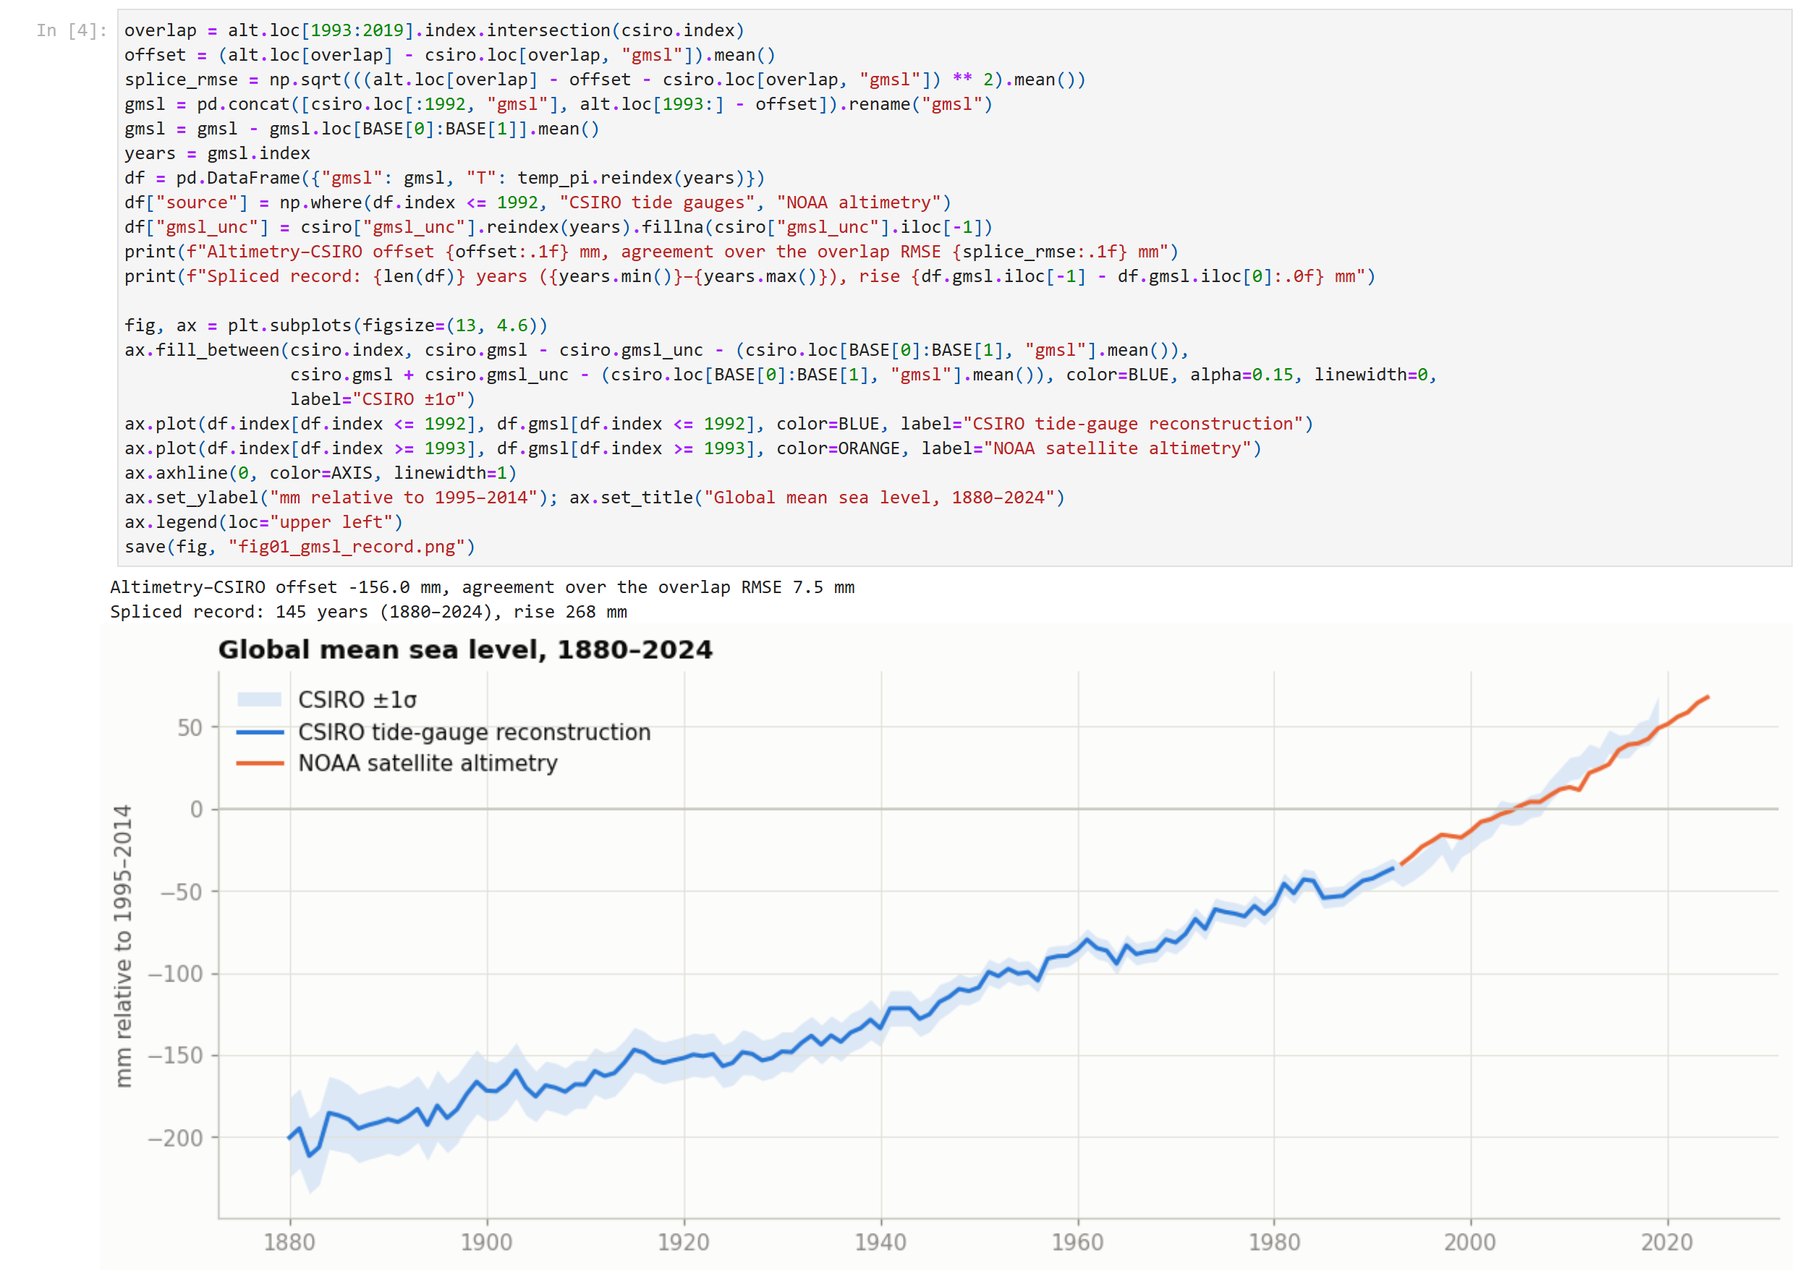 In [4]:
overlap = alt.loc[1993:2019].index.intersection(csiro.index)
offset = (alt.loc[overlap] - csiro.loc[overlap, "gmsl"]).mean()
splice_rmse = np.sqrt(((alt.loc[overlap] - offset - csiro.loc[overlap, "gmsl"]) ** 2).mean())
gmsl = pd.concat([csiro.loc[:1992, "gmsl"], alt.loc[1993:] - offset]).rename("gmsl")
gmsl = gmsl - gmsl.loc[BASE[0]:BASE[1]].mean()
years = gmsl.index
df = pd.DataFrame({"gmsl": gmsl, "T": temp_pi.reindex(years)})
df["source"] = np.where(df.index <= 1992, "CSIRO tide gauges", "NOAA altimetry")
df["gmsl_unc"] = csiro["gmsl_unc"].reindex(years).fillna(csiro["gmsl_unc"].iloc[-1])
print(f"Altimetry–CSIRO offset {offset:.1f} mm, agreement over the overlap RMSE {splice_rmse:.1f} mm")
print(f"Spliced record: {len(df)} years ({years.min()}–{years.max()}), rise {df.gmsl.iloc[-1] - df.gmsl.iloc[0]:.0f} mm")
fig, ax = plt.subplots(figsize=(13, 4.6))
ax.fill_between(csiro.index, csiro.gmsl - csiro.gmsl_unc - (csiro.loc[BASE[0]:BASE[1], "gmsl"].mean()),
csiro.gmsl + csiro.gmsl_unc - (csiro.loc[BASE[0]:BASE[1], "gmsl"].mean()), color=BLUE, alpha=0.15, linewidth=0,
label="CSIRO ±1σ")
ax.plot(df.index[df.index <= 1992], df.gmsl[df.index <= 1992], color=BLUE, label="CSIRO tide-gauge reconstruction")
ax.plot(df.index[df.index >= 1993], df.gmsl[df.index >= 1993], color=ORANGE, label="NOAA satellite altimetry")
ax.axhline(0, color=AXIS, linewidth=1)
ax.set_ylabel("mm relative to 1995–2014"); ax.set_title("Global mean sea level, 1880–2024")
ax.legend(loc="upper left")
save(fig, "fig01_gmsl_record.png")
Altimetry–CSIRO offset -156.0 mm, agreement over the overlap RMSE 7.5 mm
Spliced record: 145 years (1880–2024), rise 268 mm
Global mean sea level, 1880–2024
CSIRO ±1σ
CSIRO tide-gauge reconstruction
NOAA satellite altimetry
mm relative to 1995–2014
50
0
−50
−100
−150
−200
1880 1900 1920 1940 1960 1980 2000 2020